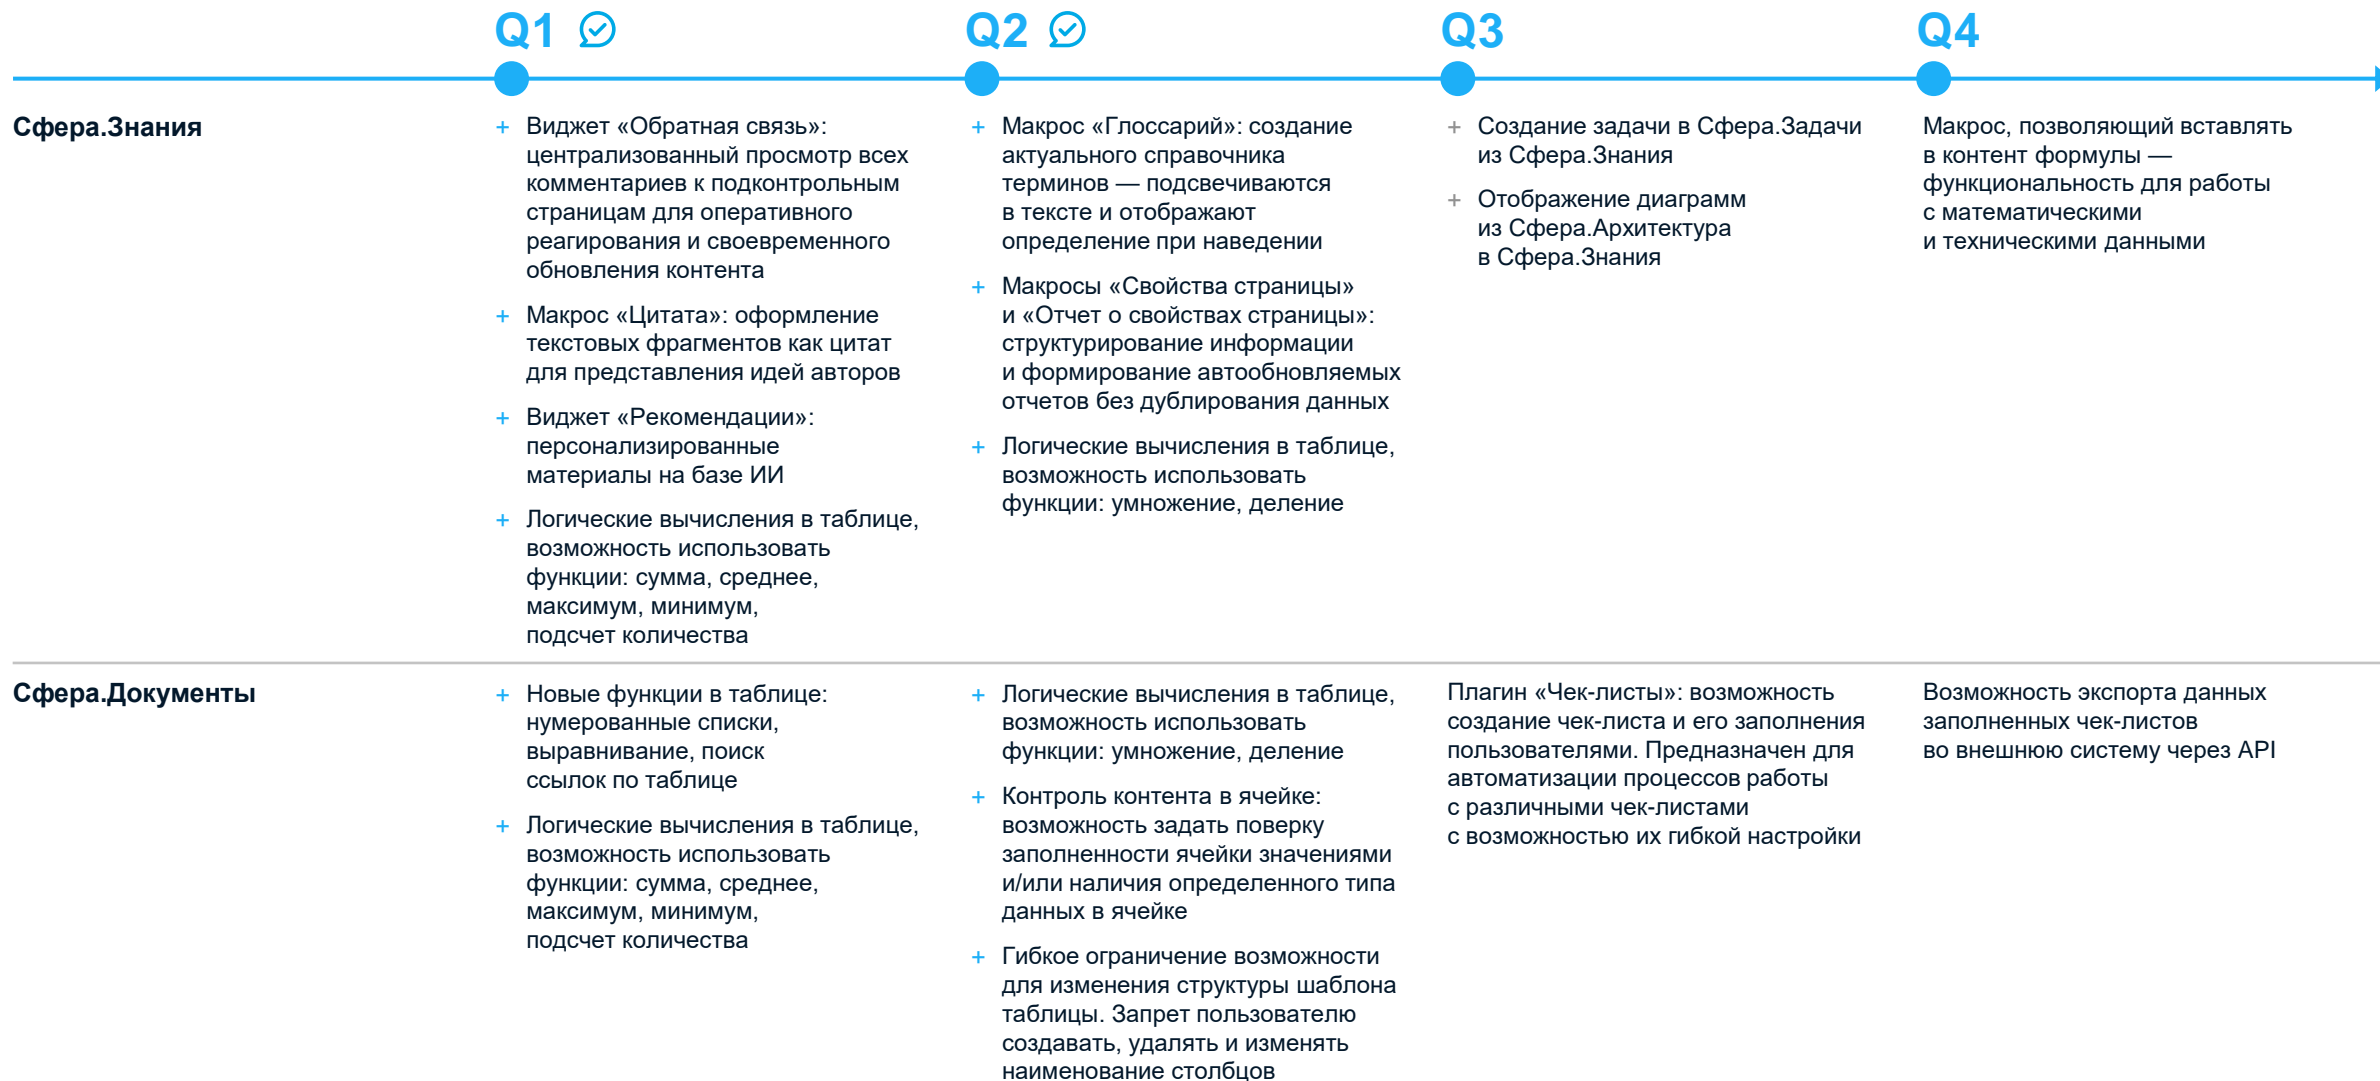 Q1
Q2
Q3
Q4
Сфера.Знания
+ Виджет «Обратная связь»:
централизованный просмотр всех
комментариев к подконтрольным
страницам для оперативного
реагирования и своевременного
обновления контента
+ Макрос «Цитата»: оформление
текстовых фрагментов как цитат
для представления идей авторов
+ Виджет «Рекомендации»:
персонализированные
материалы на базе ИИ
+ Логические вычисления в таблице,
возможность использовать
функции: сумма, среднее,
максимум, минимум,
подсчет количества
+ Макрос «Глоссарий»: создание
актуального справочника
терминов — подсвечиваются
в тексте и отображают
определение при наведении
+ Макросы «Свойства страницы»
и «Отчет о свойствах страницы»:
структурирование информации
и формирование автообновляемых
отчетов без дублирования данных
+ Логические вычисления в таблице,
возможность использовать
функции: умножение, деление
+ Создание задачи в Сфера.Задачи
из Сфера.Знания
+ Отображение диаграмм
из Сфера.Архитектура
в Сфера.Знания
Макрос, позволяющий вставлять
в контент формулы —
функциональность для работы
с математическими
и техническими данными
Сфера.Документы
+ Новые функции в таблице:
нумерованные списки,
выравнивание, поиск
ссылок по таблице
+ Логические вычисления в таблице,
возможность использовать
функции: сумма, среднее,
максимум, минимум,
подсчет количества
+ Логические вычисления в таблице,
возможность использовать
функции: умножение, деление
+ Контроль контента в ячейке:
возможность задать поверку
заполненности ячейки значениями
и/или наличия определенного типа
данных в ячейке
+ Гибкое ограничение возможности
для изменения структуры шаблона
таблицы. Запрет пользователю
создавать, удалять и изменять
наименование столбцов
Плагин «Чек-листы»: возможность
создание чек-листа и его заполнения
пользователями. Предназначен для
автоматизации процессов работы
с различными чек-листами
с возможностью их гибкой настройки
Возможность экспорта данных
заполненных чек-листов
во внешнюю систему через API